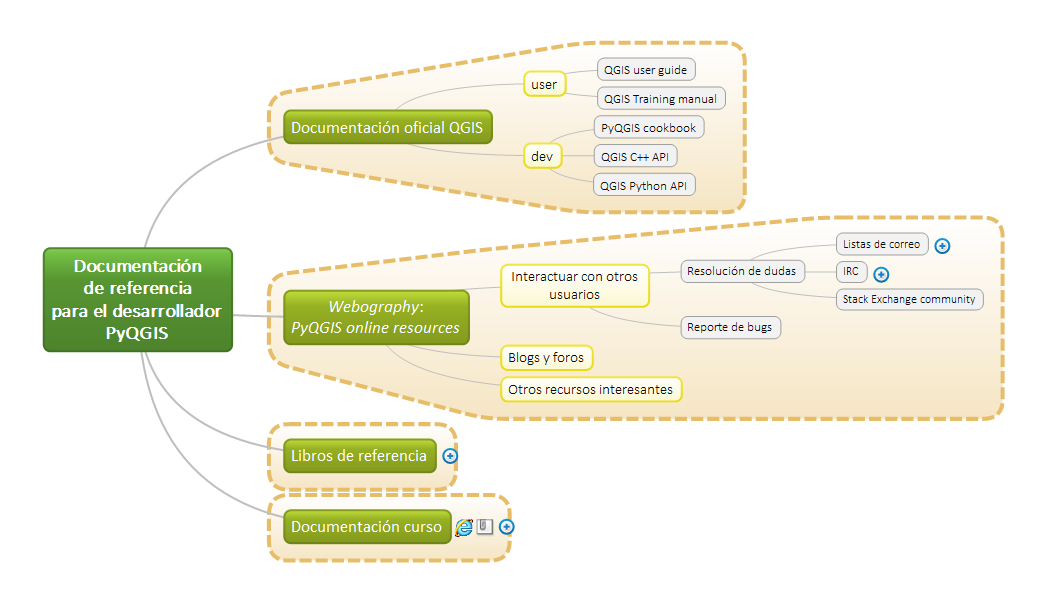 Documentación
de referencia
para el desarrollador
PyQGIS
Documentación oficial QGIS
user
QGIS user guide
QGIS Training manual
dev
PyQGIS cookbook
QGIS C++ API
QGIS Python API
Webography:
PyQGIS online resources
Interactuar con otros
usuarios
Resolución de dudas
Listas de correo
IRC
Stack Exchange community
Reporte de bugs
Blogs y foros
Otros recursos interesantes
Libros de referencia
Documentación curso